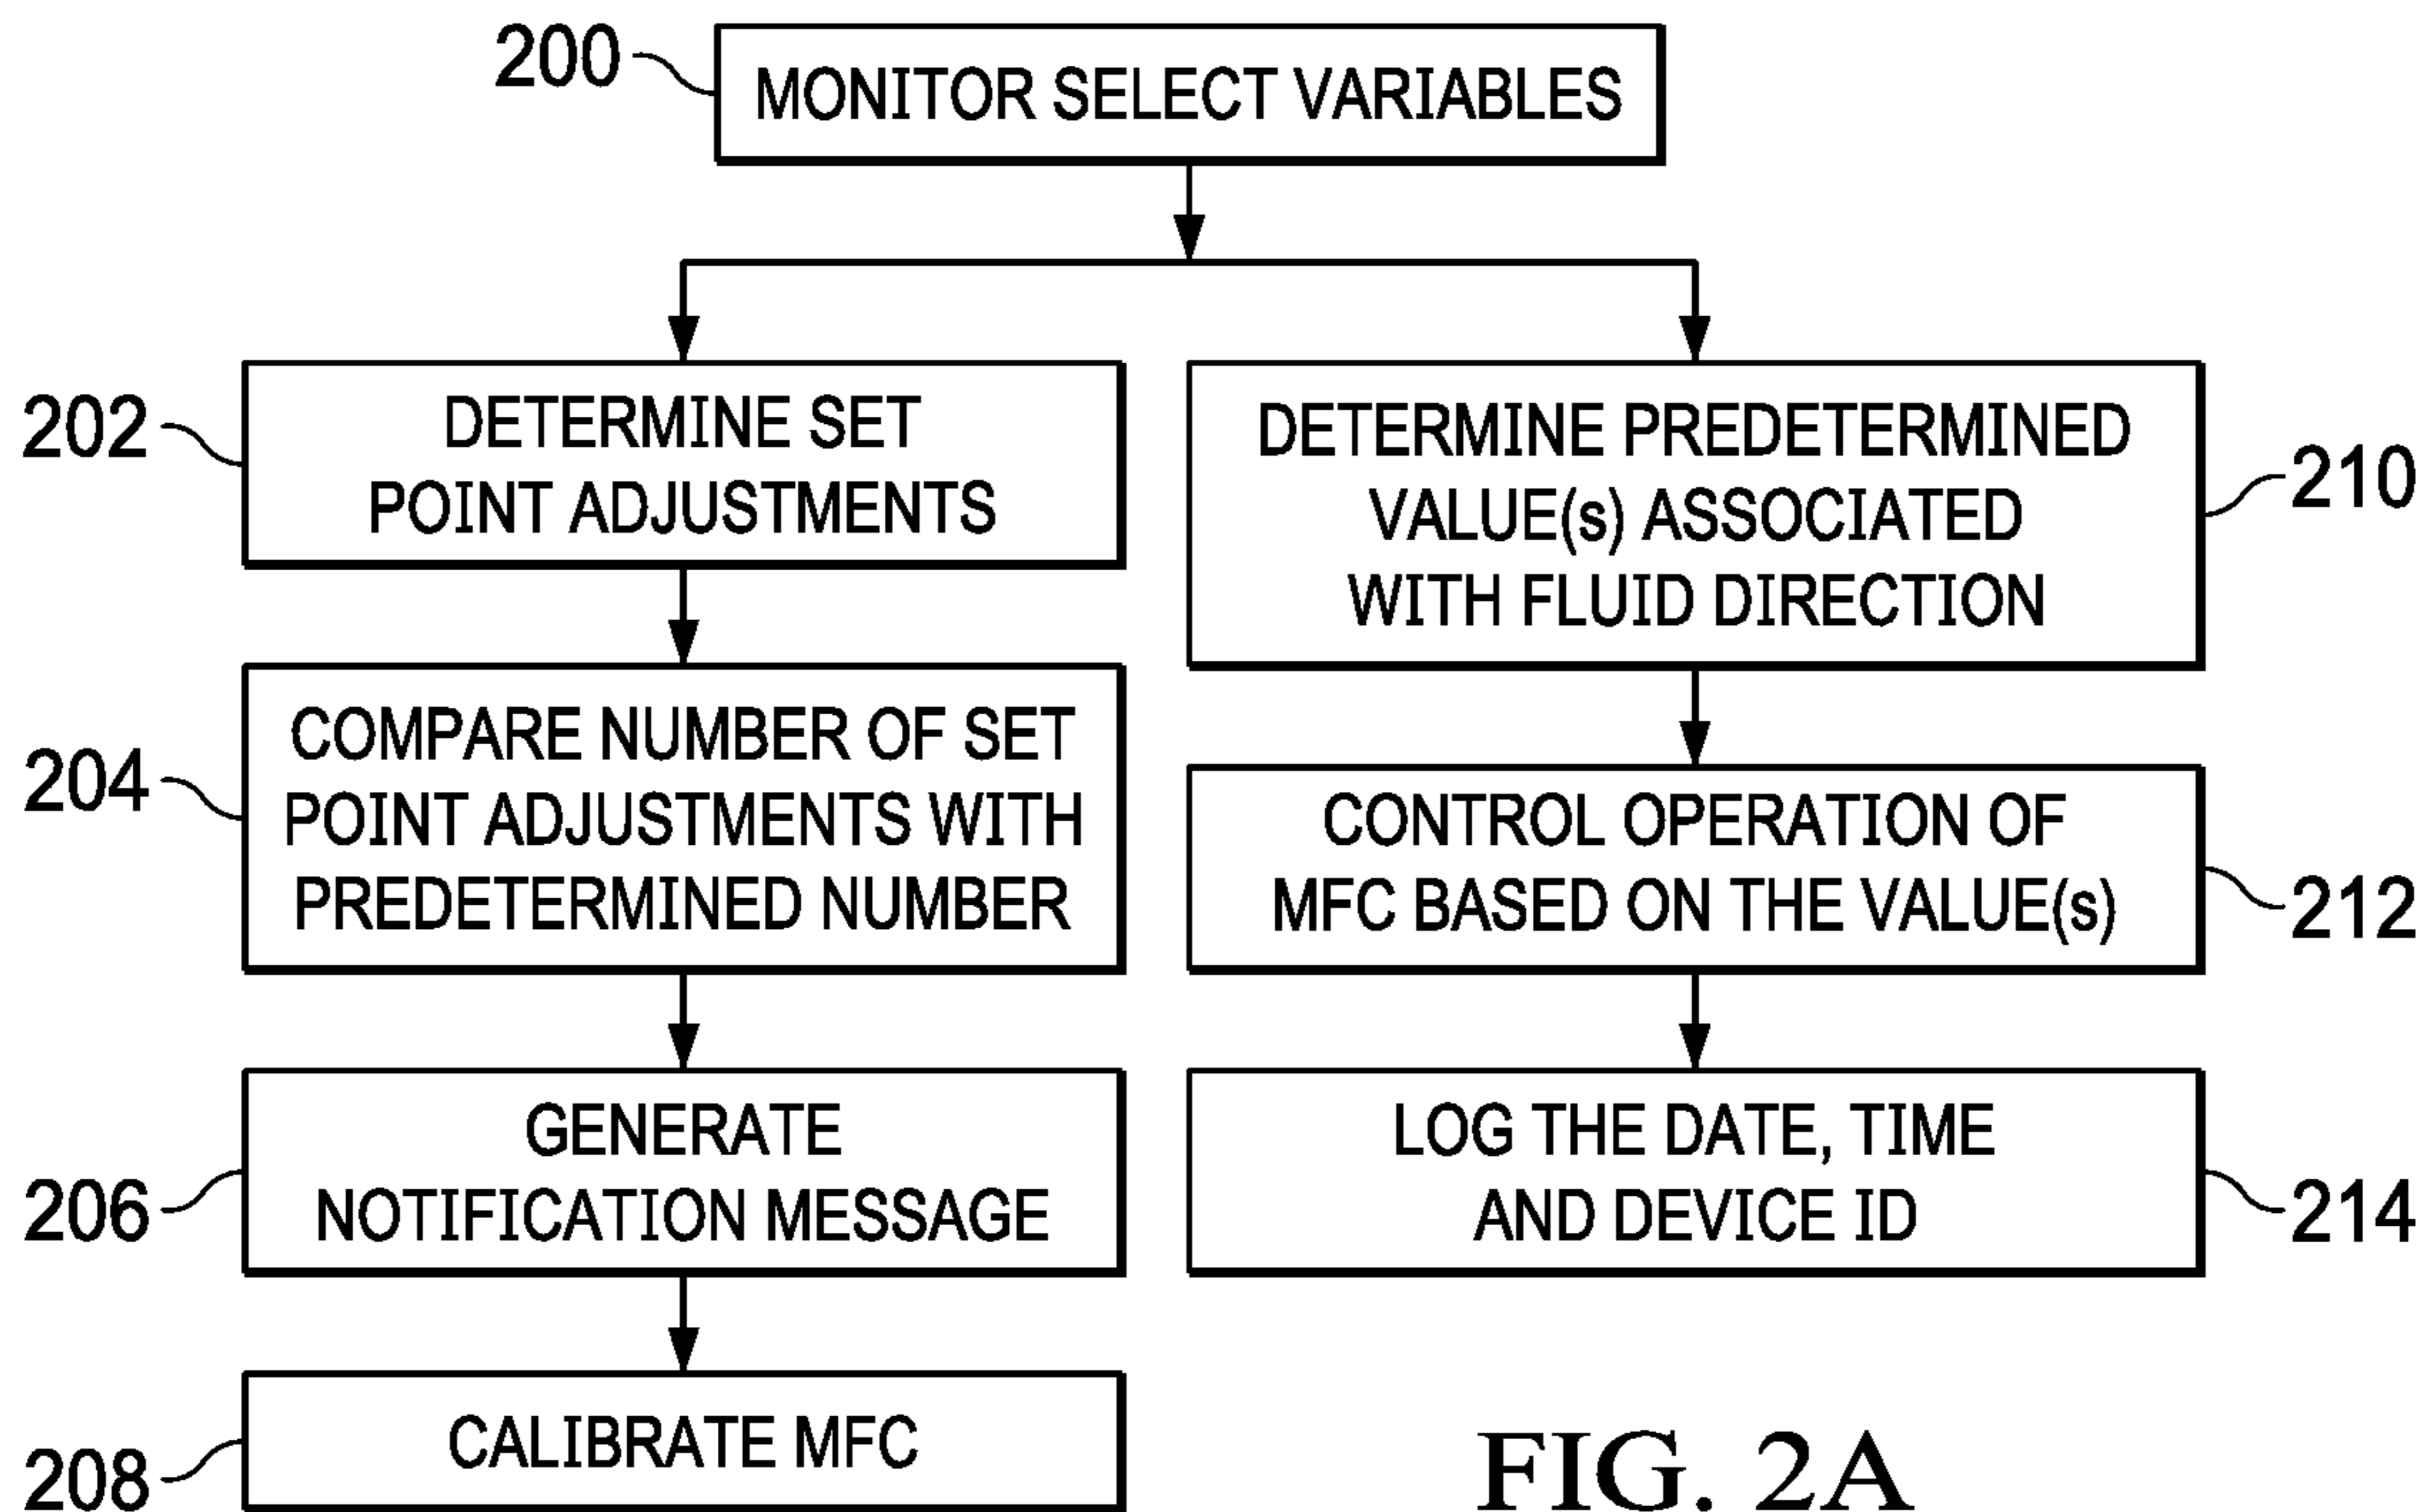 200
MONITOR SELECT VARIABLES
202
DETERMINE SET
POINT ADJUSTMENTS
204
COMPARE NUMBER OF SET
POINT ADJUSTMENTS WITH
PREDETERMINED NUMBER
206
GENERATE
NOTIFICATION MESSAGE
208
CALIBRATE MFC
DETERMINE PREDETERMINED
VALUE(s) ASSOCIATED
WITH FLUID DIRECTION
210
CONTROL OPERATION OF
MFC BASED ON THE VALUE(s)
212
LOG THE DATE, TIME
AND DEVICE ID
214
FIG. 2A